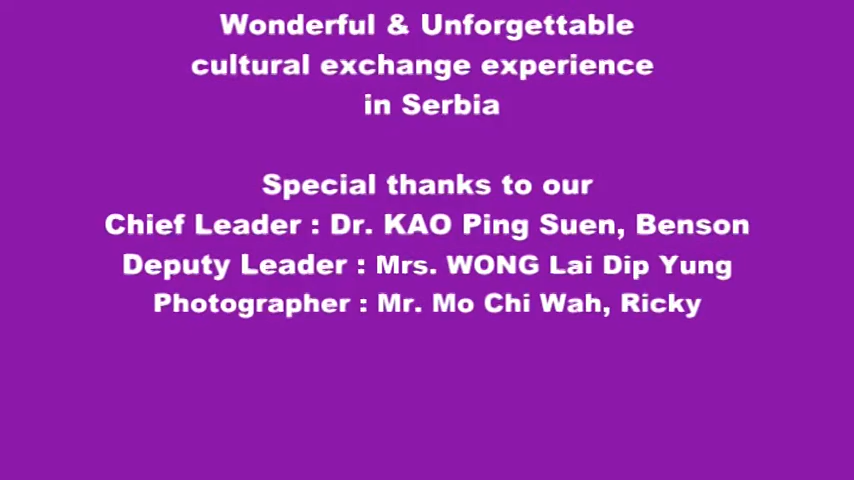 Wonderful & Unforgettable
cultural exchange experience
in Serbia
Special thanks to our
Chief Leader : Dr. KAO Ping Suen, Benson
Deputy Leader : Mrs. WONG Lai Dip Yung
Photographer : Mr. Mo Chi Wah, Ricky